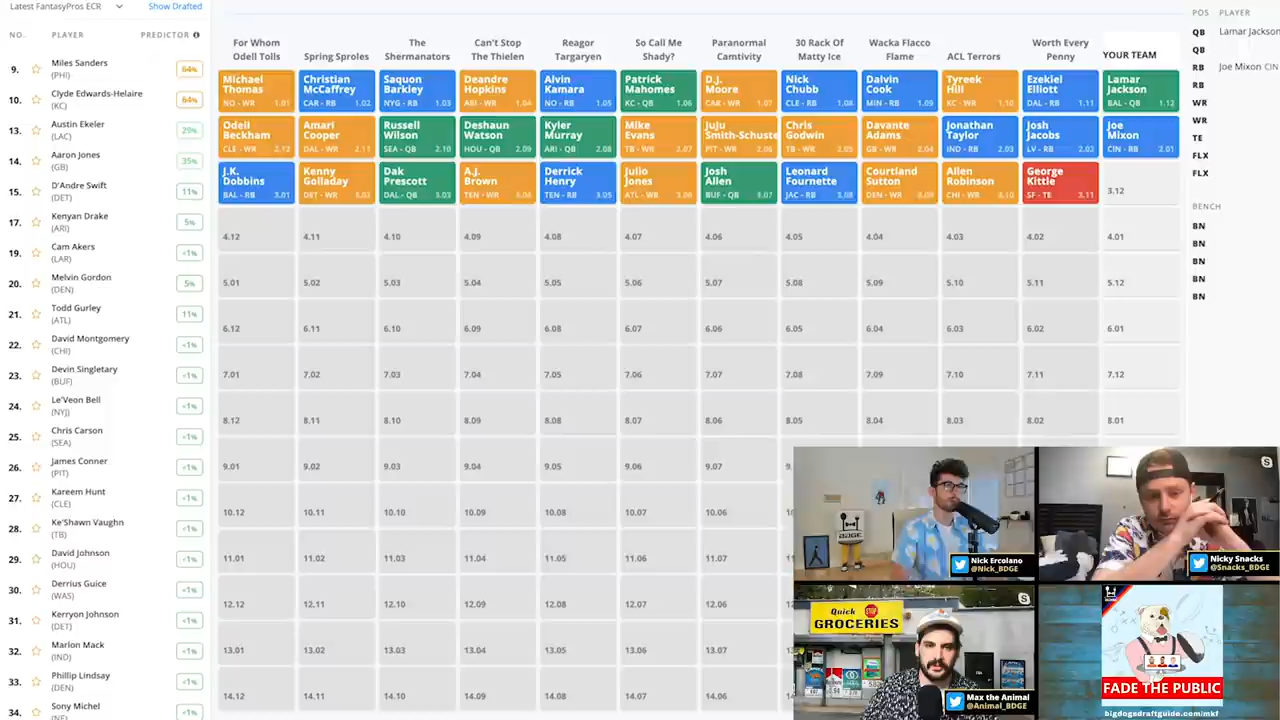 Latest FantasyPros ECR
Show Drafted
NO. PLAYER PREDICTOR
9. Miles Sanders 64%
(PHI)
10. Clyde Edwards-Helaire 64%
(KC)
13. Austin Ekeler 29%
(LAC)
14. Aaron Jones 35%
(GB)
15. D'Andre Swift 11%
(DET)
17. Kenyan Drake 5%
(ARI)
19. Cam Akers <1%
(LAR)
20. Melvin Gordon 5%
(DEN)
21. Todd Gurley 11%
(ATL)
22. David Montgomery <1%
(CHI)
23. Devin Singletary <1%
(BUF)
24. Le'Veon Bell <1%
(NYJ)
25. Chris Carson <1%
(SEA)
26. James Conner <1%
(PIT)
27. Kareem Hunt <1%
(CLE)
28. Ke'Shawn Vaughn <1%
(TB)
29. David Johnson <1%
(HOU)
30. Derrius Guice <1%
(WAS)
31. Kerryon Johnson <1%
(DET)
32. Marlon Mack <1%
(IND)
33. Phillip Lindsay <1%
(DEN)
34. Sony Michel <1%
For Whom Odell Tolls
Spring Sproles
The Shermanators
Can't Stop The Thielen
Reagor Targaryen
So Call Me Shady?
Paranormal Camtivity
30 Rack Of Matty Ice
Wacka Flacco Flame
ACL Terrors
Worth Every Penny
YOUR TEAM
Michael Thomas NO - WR 1.01
Christian McCaffrey CAR - RB 1.02
Saquon Barkley NYG - RB 1.03
Deandre Hopkins ARI - WR 1.04
Alvin Kamara NO - RB 1.05
Patrick Mahomes KC - QB 1.06
D.J. Moore CAR - WR 1.07
Nick Chubb CLE - RB 1.08
Dalvin Cook MIN - RB 1.09
Tyreek Hill KC - WR 1.10
Ezekiel Elliott DAL - RB 1.11
Lamar Jackson BAL - QB 1.12
Odell Beckham CLE - WR 2.12
Amari Cooper DAL - WR 2.11
Russell Wilson SEA - QB 2.10
Deshaun Watson HOU - QB 2.09
Kyler Murray ARI - QB 2.08
Mike Evans TB - WR 2.07
JuJu Smith-Schuste PIT - WR 2.06
Chris Godwin TB - WR 2.05
Davante Adams GB - WR 2.04
Jonathan Taylor IND - RB 2.03
Josh Jacobs LV - RB 2.02
Joe Mixon CIN - RB 2.01
J.K. Dobbins BAL - RB 3.01
Kenny Golladay DET - WR 3.02
Dak Prescott DAL - QB 3.03
A.J. Brown TEN - WR 3.04
Derrick Henry TEN - RB 3.05
Julio Jones ATL - WR 3.06
Josh Allen BUF - QB 3.07
Leonard Fournette JAC - RB 3.08
Courtland Sutton DEN - WR 3.09
Allen Robinson CHI - WR 3.10
George Kittle SF - TE 3.11
3.12
4.12 4.11 4.10 4.09 4.08 4.07 4.06 4.05 4.04 4.03 4.02 4.01
5.01 5.02 5.03 5.04 5.05 5.06 5.07 5.08 5.09 5.10 5.11 5.12
6.12 6.11 6.10 6.09 6.08 6.07 6.06 6.05 6.04 6.03 6.02 6.01
7.01 7.02 7.03 7.04 7.05 7.06 7.07 7.08 7.09 7.10 7.11 7.12
8.12 8.11 8.10 8.09 8.08 8.07 8.06 8.05 8.04 8.03 8.02 8.01
9.01 9.02 9.03 9.04 9.05 9.06 9.07
10.12 10.11 10.10 10.09 10.08 10.07 10.06
11.01 11.02 11.03 11.04 11.05 11.06 11.07
12.12 12.11 12.10 12.09 12.08 12.07 12.06
13.01 13.02 13.03 13.04 13.05 13.06 13.07
14.12 14.11 14.10 14.09 14.08 14.07 14.06
POS PLAYER
QB Lamar Jackson
QB
RB Joe Mixon CIN
RB
WR
WR
TE
FLX
FLX
BENCH
BN
BN
BN
BN
BN
BDGE
Nick Ercolano
@Nick_BDGE
Nicky Snacks
@Snacks_BDGE
Quick STOP
GROCERIES
Max the Animal
@Animal_BDGE
FADE THE PUBLIC
bigdogsdraftguide.com/mkf